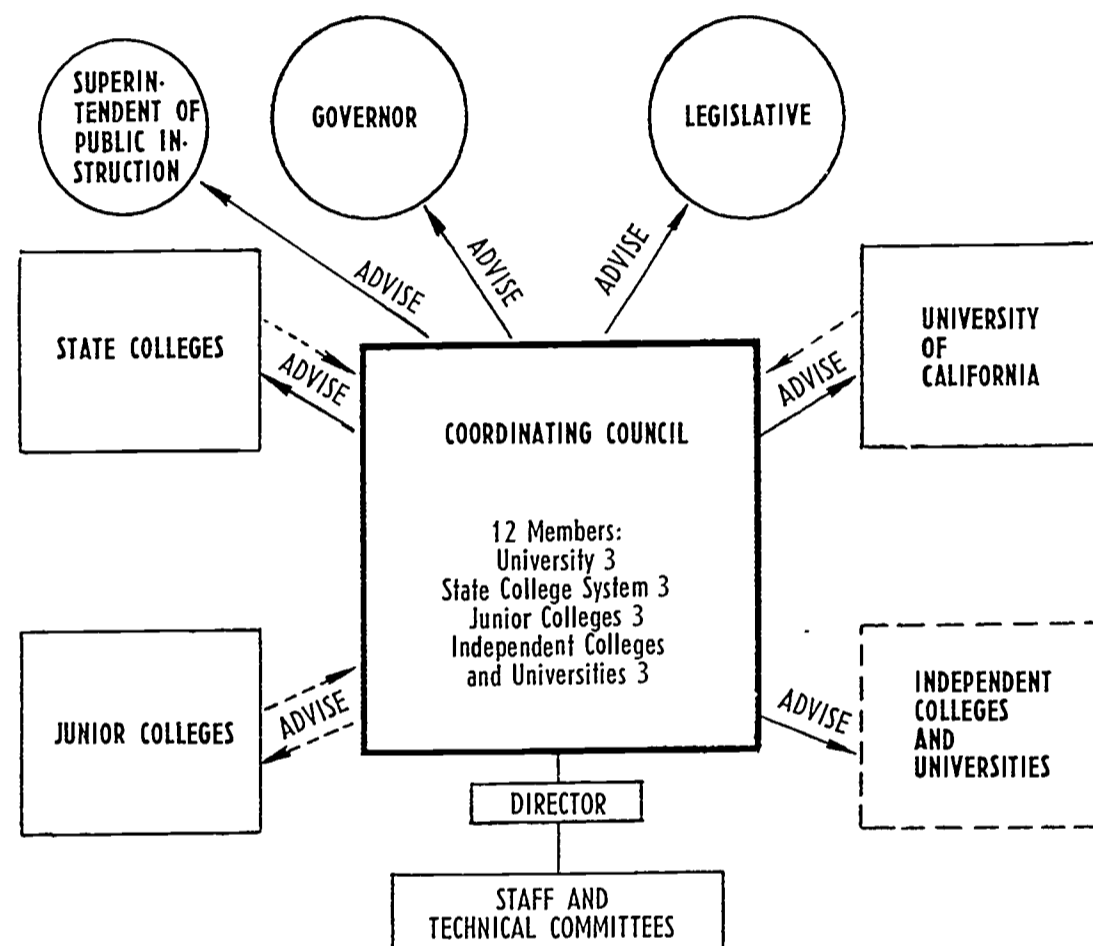 SUPERIN-
TENDENT OF
PUBLIC IN-
STRUCTION
GOVERNOR
LEGISLATIVE
ADVISE
ADVISE
ADVISE
STATE COLLEGES
ADVISE
UNIVERSITY
OF
CALIFORNIA
ADVISE
COORDINATING COUNCIL
12 Members:
University 3
State College System 3
Junior Colleges 3
Independent Colleges
and Universities 3
JUNIOR COLLEGES
ADVISE
INDEPENDENT
COLLEGES
AND
UNIVERSITIES
ADVISE
DIRECTOR
STAFF AND
TECHNICAL COMMITTEES